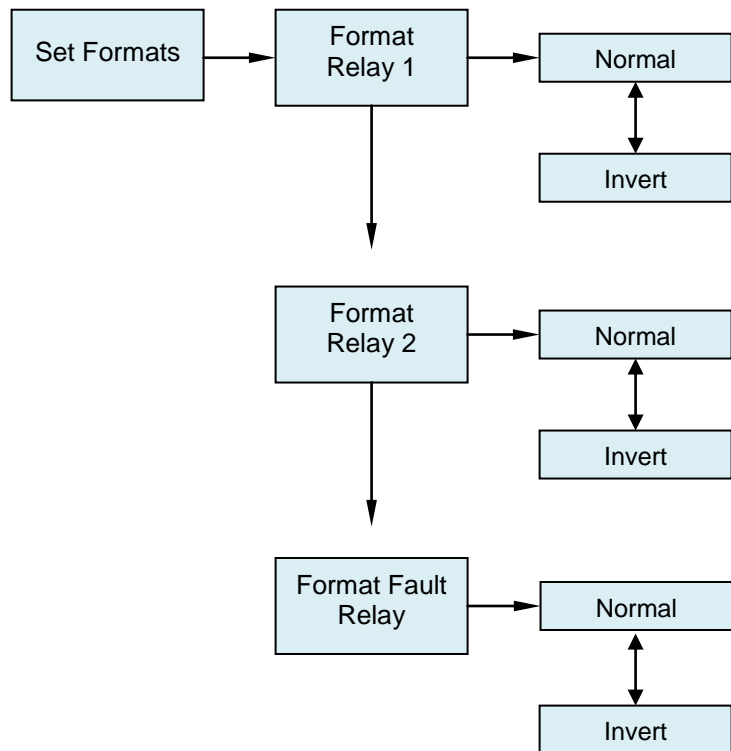 Set Formats
Format
Relay 1
Normal
Invert
Format
Relay 2
Normal
Invert
Format Fault
Relay
Normal
Invert